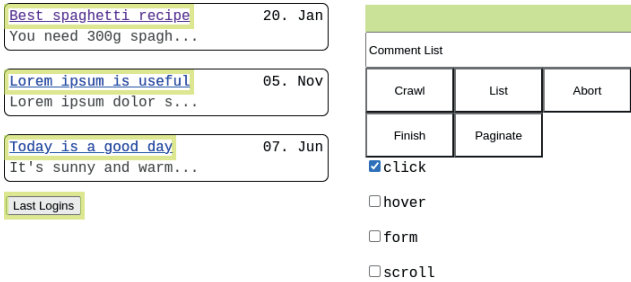 Best spaghetti recipe 20. Jan
You need 300g spagh...
Lorem ipsum is useful 05. Nov
Lorem ipsum dolor s...
Today is a good day 07. Jun
It's sunny and warm...
Last Logins
Comment List
Crawl List Abort
Finish Paginate
click
hover
form
scroll